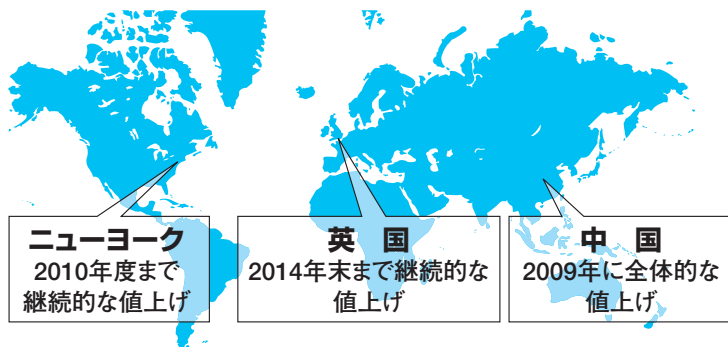 ニューヨーク
2010年度まで
継続的な値上げ
英　国
2014年末まで継続的な
値上げ
中　国
2009年に全体的な
値上げ